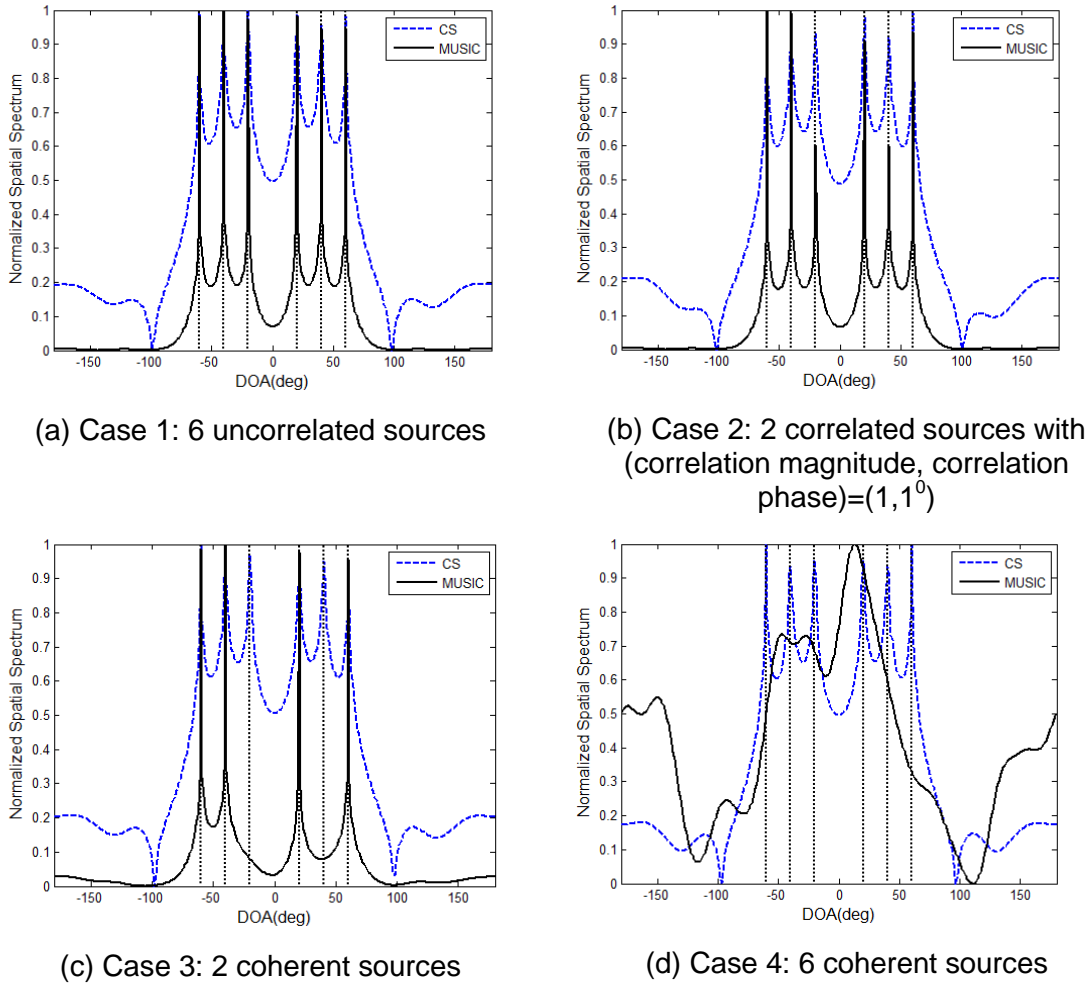 1
0.9
0.8
0.7
0.6
0.5
0.4
0.3
0.2
0.1
0
Normalized Spatial Spectrum
CS
MUSIC
-150 -100 -50 0 50 100 150
DOA(deg)
(a) Case 1: 6 uncorrelated sources
1
0.9
0.8
0.7
0.6
0.5
0.4
0.3
0.2
0.1
0
Normalized Spatial Spectrum
CS
MUSIC
-150 -100 -50 0 50 100 150
DOA(deg)
(b) Case 2: 2 correlated sources with
(correlation magnitude, correlation
phase)=(1,1⁰)
1
0.9
0.8
0.7
0.6
0.5
0.4
0.3
0.2
0.1
0
Normalized Spatial Spectrum
CS
MUSIC
-150 -100 -50 0 50 100 150
DOA(deg)
(c) Case 3: 2 coherent sources
1
0.9
0.8
0.7
0.6
0.5
0.4
0.3
0.2
0.1
0
Normalized Spatial Spectrum
CS
MUSIC
-150 -100 -50 0 50 100 150
DOA(deg)
(d) Case 4: 6 coherent sources